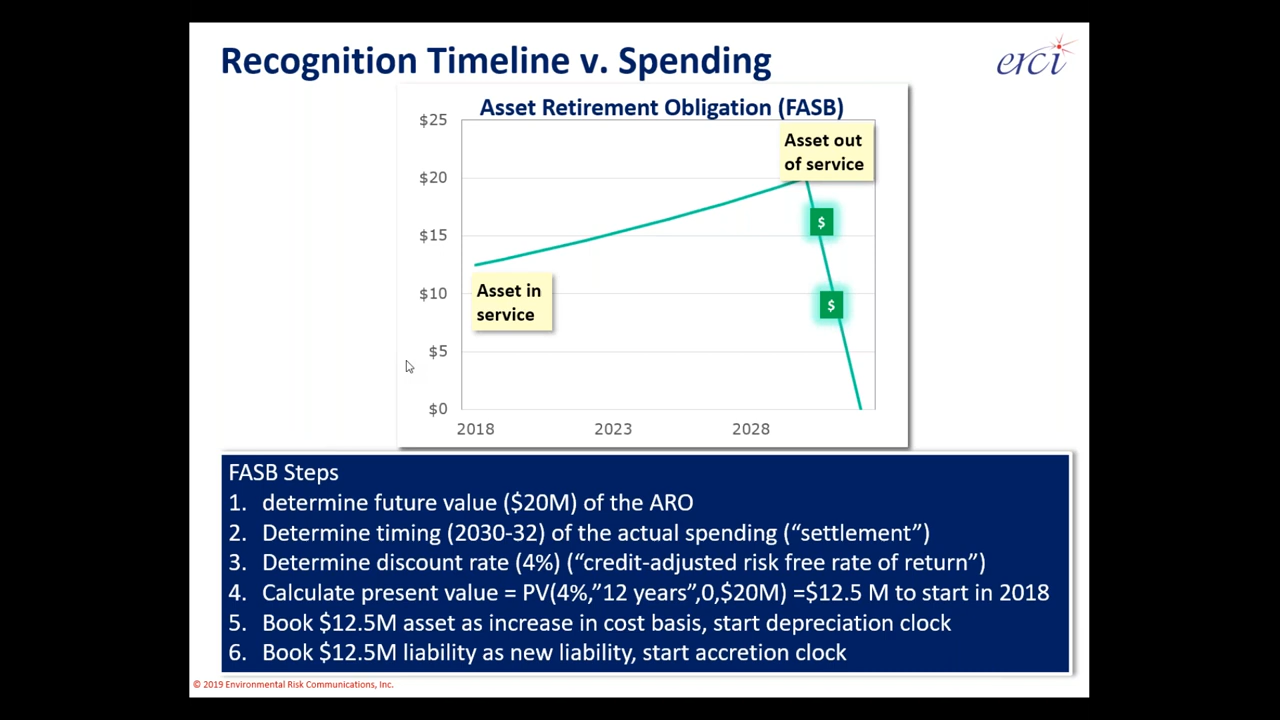 Recognition Timeline v. Spending
erci
Asset Retirement Obligation (FASB)
$25
$20
$15
$10
$5
$0
Asset out
of service
$
$
Asset in
service
2018 2023 2028
FASB Steps
1. determine future value ($20M) of the ARO
2. Determine timing (2030-32) of the actual spending (“settlement”)
3. Determine discount rate (4%) (“credit-adjusted risk free rate of return”)
4. Calculate present value = PV(4%,”12 years”,0,$20M) =$12.5 M to start in 2018
5. Book $12.5M asset as increase in cost basis, start depreciation clock
6. Book $12.5M liability as new liability, start accretion clock
© 2019 Environmental Risk Communications, Inc.